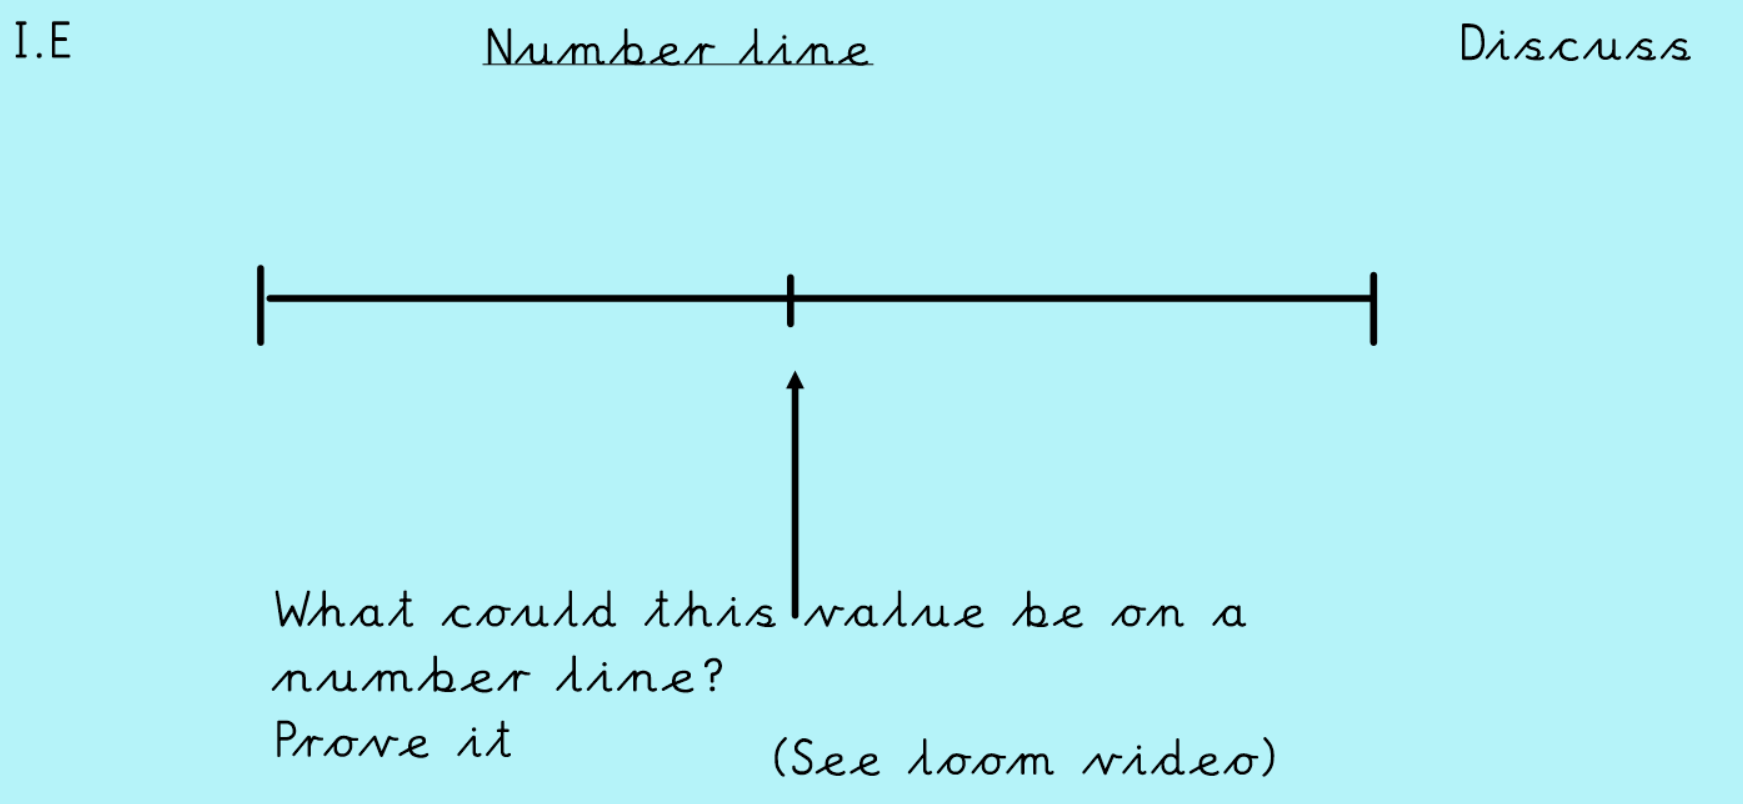 I.E
Number line
Discuss
What could this value be on a
number line?
Prove it
(See loom video)